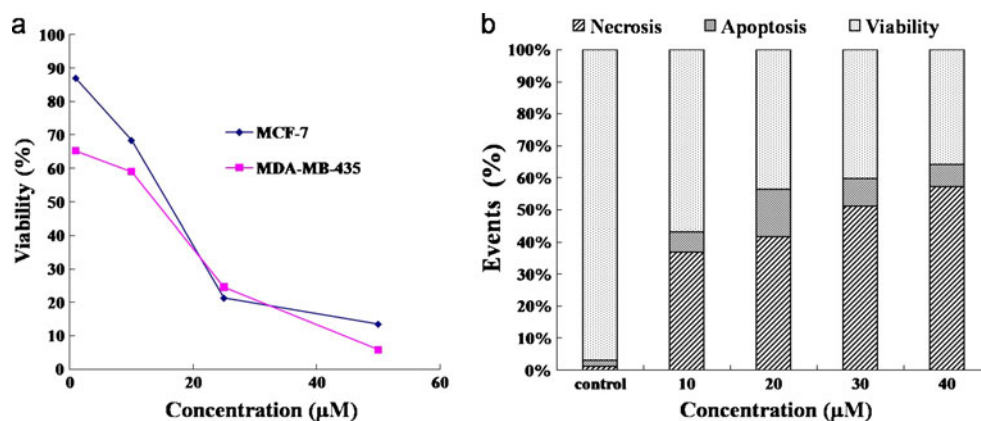 a
100
90
80
70
60
50
40
30
20
10
0
0 20 40 60
Viability (%)
Concentration (µM)
MCF-7
MDA-MB-435
b
Necrosis Apoptosis Viability
100%
90%
80%
70%
60%
50%
40%
30%
20%
10%
0%
Events (%)
control 10 20 30 40
Concentration (µM)